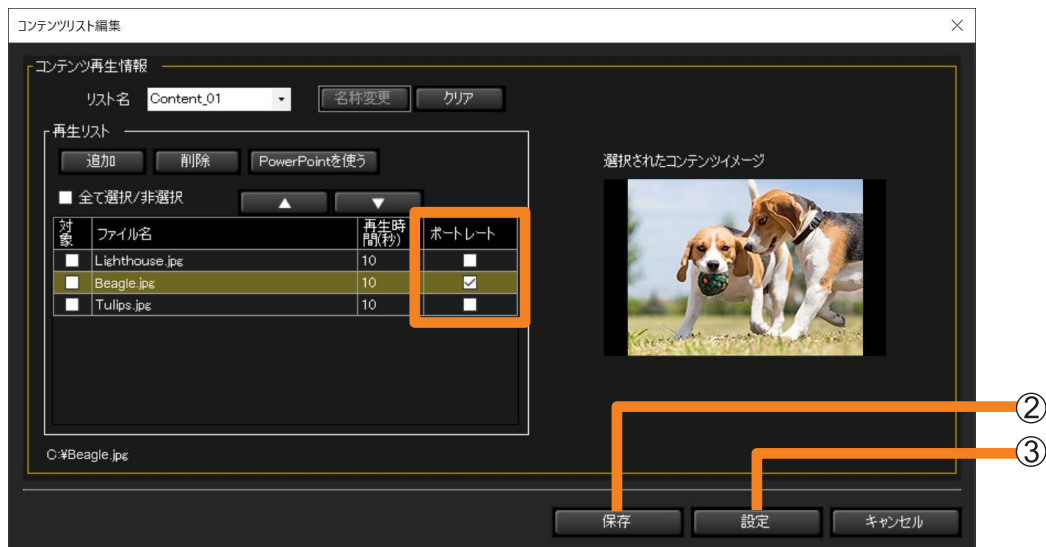 コンテンツリスト編集
コンテンツ再生情報
リスト名 Content_01 名称変更 クリア
再生リスト
追加 削除 PowerPointを使う
選択されたコンテンツイメージ
全て選択/非選択 ▲ ▼
対象 ファイル名 再生時間(秒) ポートレート
Lighthouse.jpg 10
Beagle.jpg 10
Tulips.jpg 10
②
C:¥Beagle.jpg
③
保存 設定 キャンセル